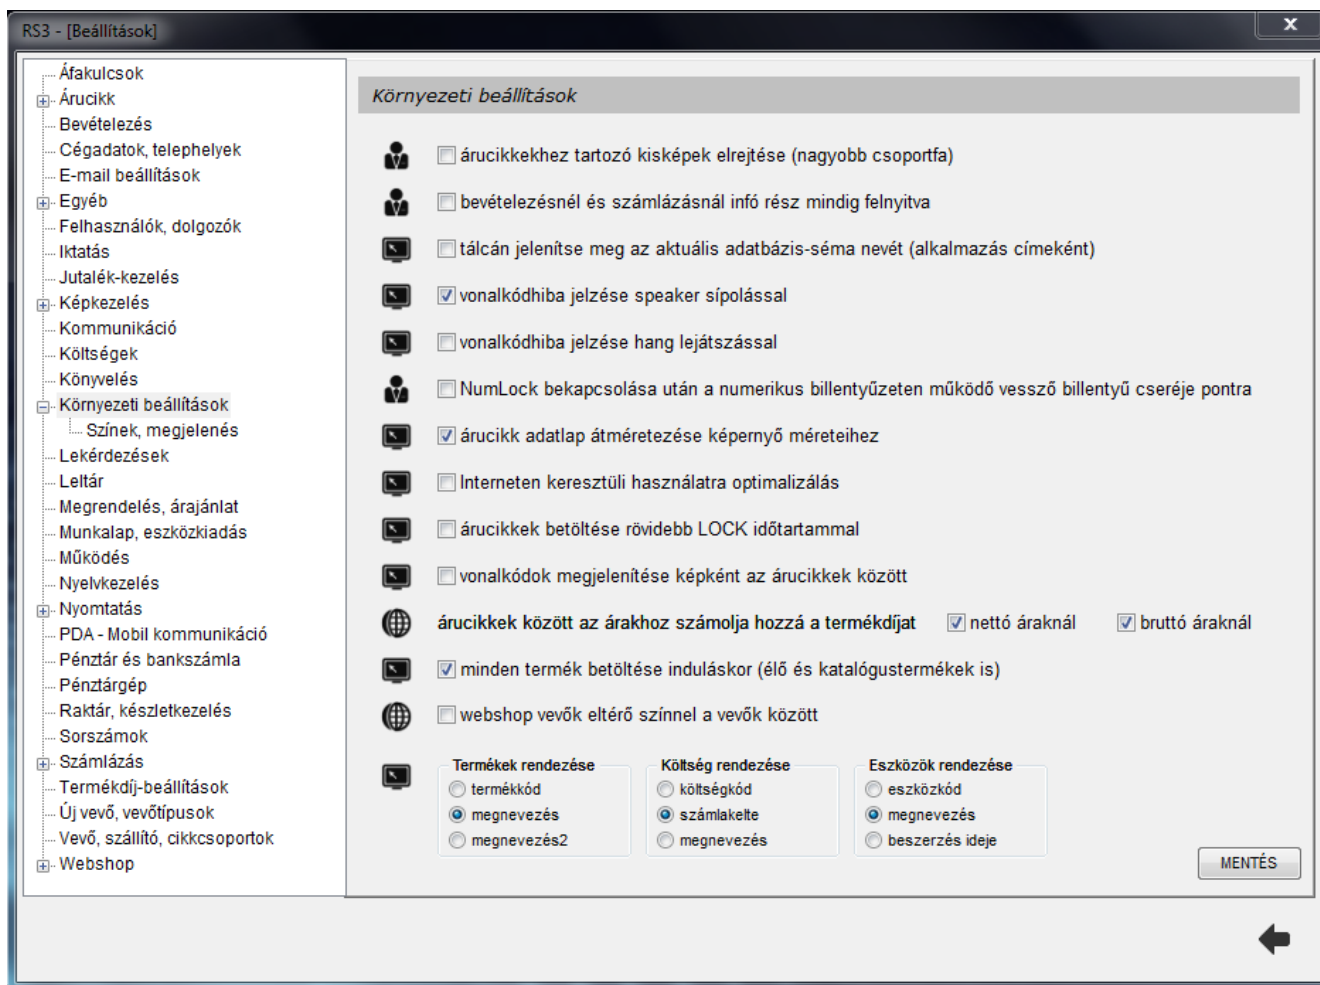 RS3 - [Beállítások]
x
Áfakulcsok
Árucikk
Bevételezés
Cégadatok, telephelyek
E-mail beállítások
Egyéb
Felhasználók, dolgozók
Iktatás
Jutalék-kezelés
Képkezelés
Kommunikáció
Költségek
Könyvelés
Környezeti beállítások
Színek, megjelenés
Lekérdezések
Leltár
Megrendelés, árajánlat
Munkalap, eszközkiadás
Működés
Nyelvkezelés
Nyomtatás
PDA - Mobil kommunikáció
Pénztár és bankszámla
Pénztárgép
Raktár, készletkezelés
Sorszámok
Számlázás
Termékdíj-beállítások
Új vevő, vevőtípusok
Vevő, szállító, cikkcsoportok
Webshop
Környezeti beállítások
árucikkekhez tartozó kisképek elrejtése (nagyobb csoportfa)
bevételezésnél és számlázásnál infó rész mindig felnyitva
tálcán jelenítse meg az aktuális adatbázis-séma nevét (alkalmazás címeként)
vonalkódhiba jelzése speaker sípolással
vonalkódhiba jelzése hang lejátszással
NumLock bekapcsolása után a numerikus billentyűzeten működő vessző billentyű cseréje pontra
árucikk adatlap átméretezése képernyő méreteihez
Interneten keresztüli használatra optimalizálás
árucikkek betöltése rövidebb LOCK időtartammal
vonalkódok megjelenítése képként az árucikkek között
árucikkek között az árakhoz számolja hozzá a termékdíjat nettó áraknál bruttó áraknál
minden termék betöltése induláskor (élő és katalógustermékek is)
webshop vevők eltérő színnel a vevők között
Termékek rendezése
termékkód
megnevezés
megnevezés2
Költség rendezése
költségkód
számlakelte
megnevezés
Eszközök rendezése
eszközkód
megnevezés
beszerzés ideje
MENTÉS